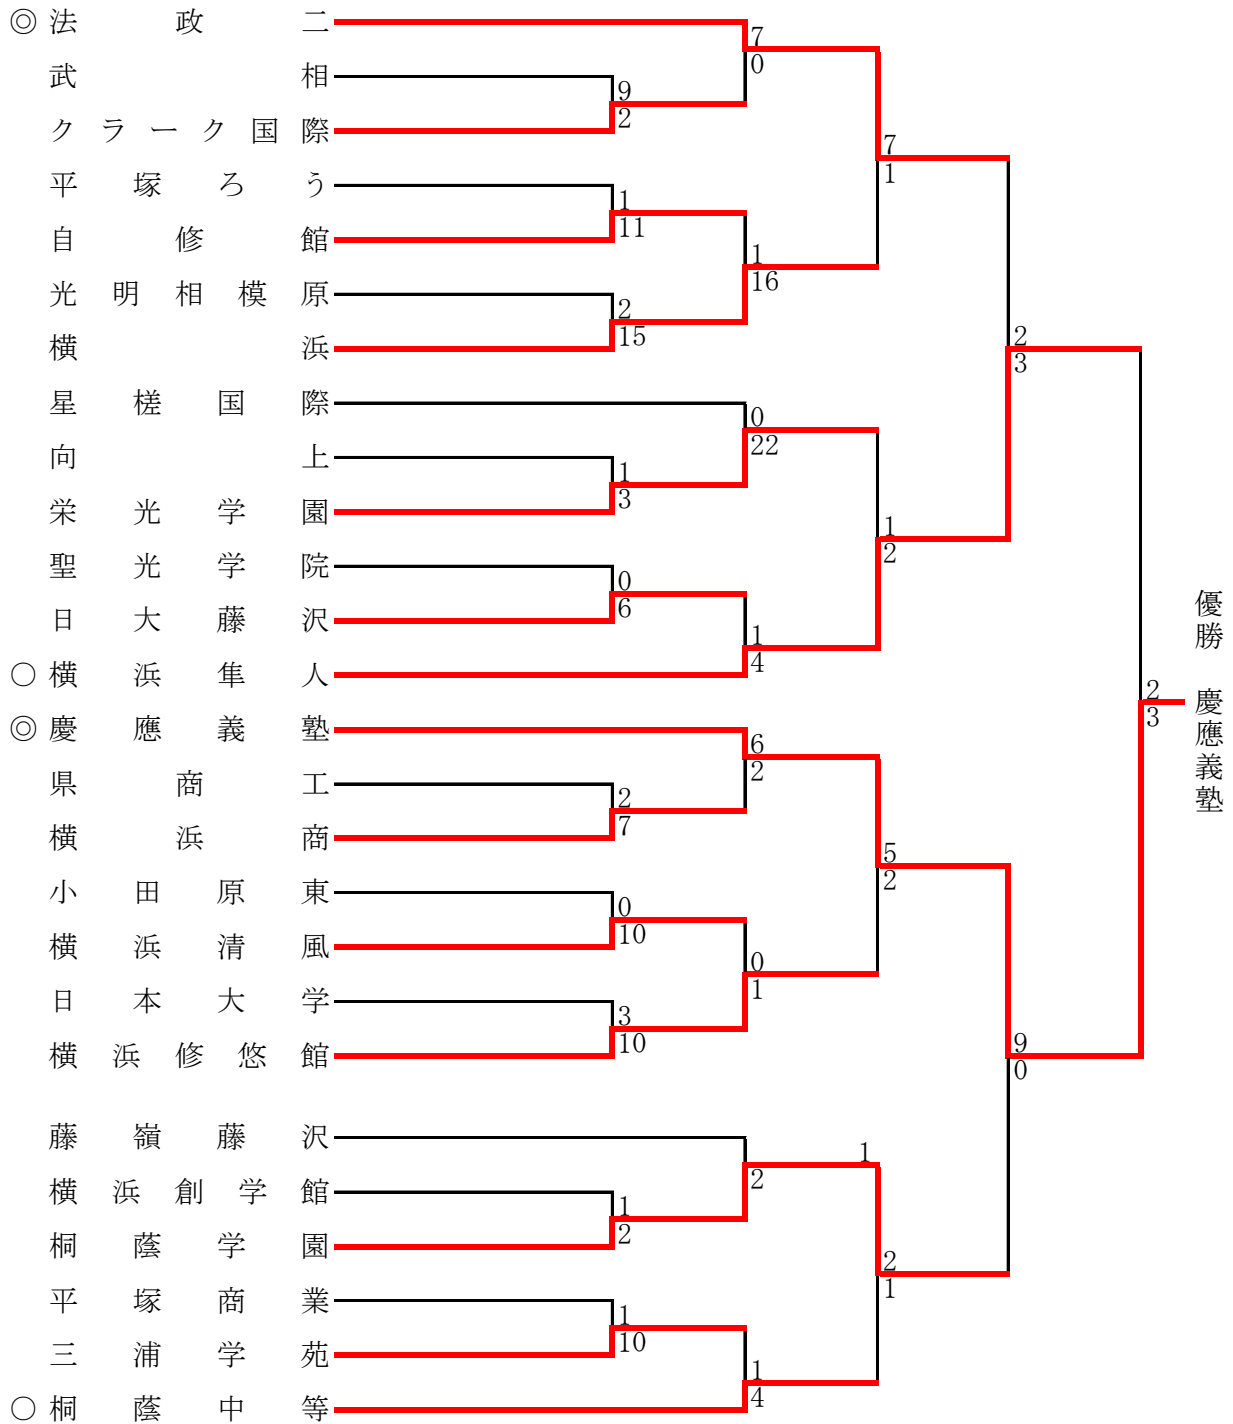 ◎法政二
7
0
武相
9
2
クラーク国際
7
1
平塚ろう
1
11
自修館
1
16
光明相模原
2
15
横浜
2
3
星槎国際
0
22
向上
1
3
栄光学園
1
2
聖光学院
0
6
日大藤沢
1
4
○横浜隼人
優勝 慶應義塾
2
3
◎慶應義塾
6
2
県商工
2
7
横浜商
5
2
小田原東
0
10
横浜清風
0
1
日本大学
3
10
横浜修悠館
9
0
藤嶺藤沢
1
2
横浜創学館
1
2
桐蔭学園
2
1
平塚商業
1
10
三浦学苑
1
4
○桐蔭中等